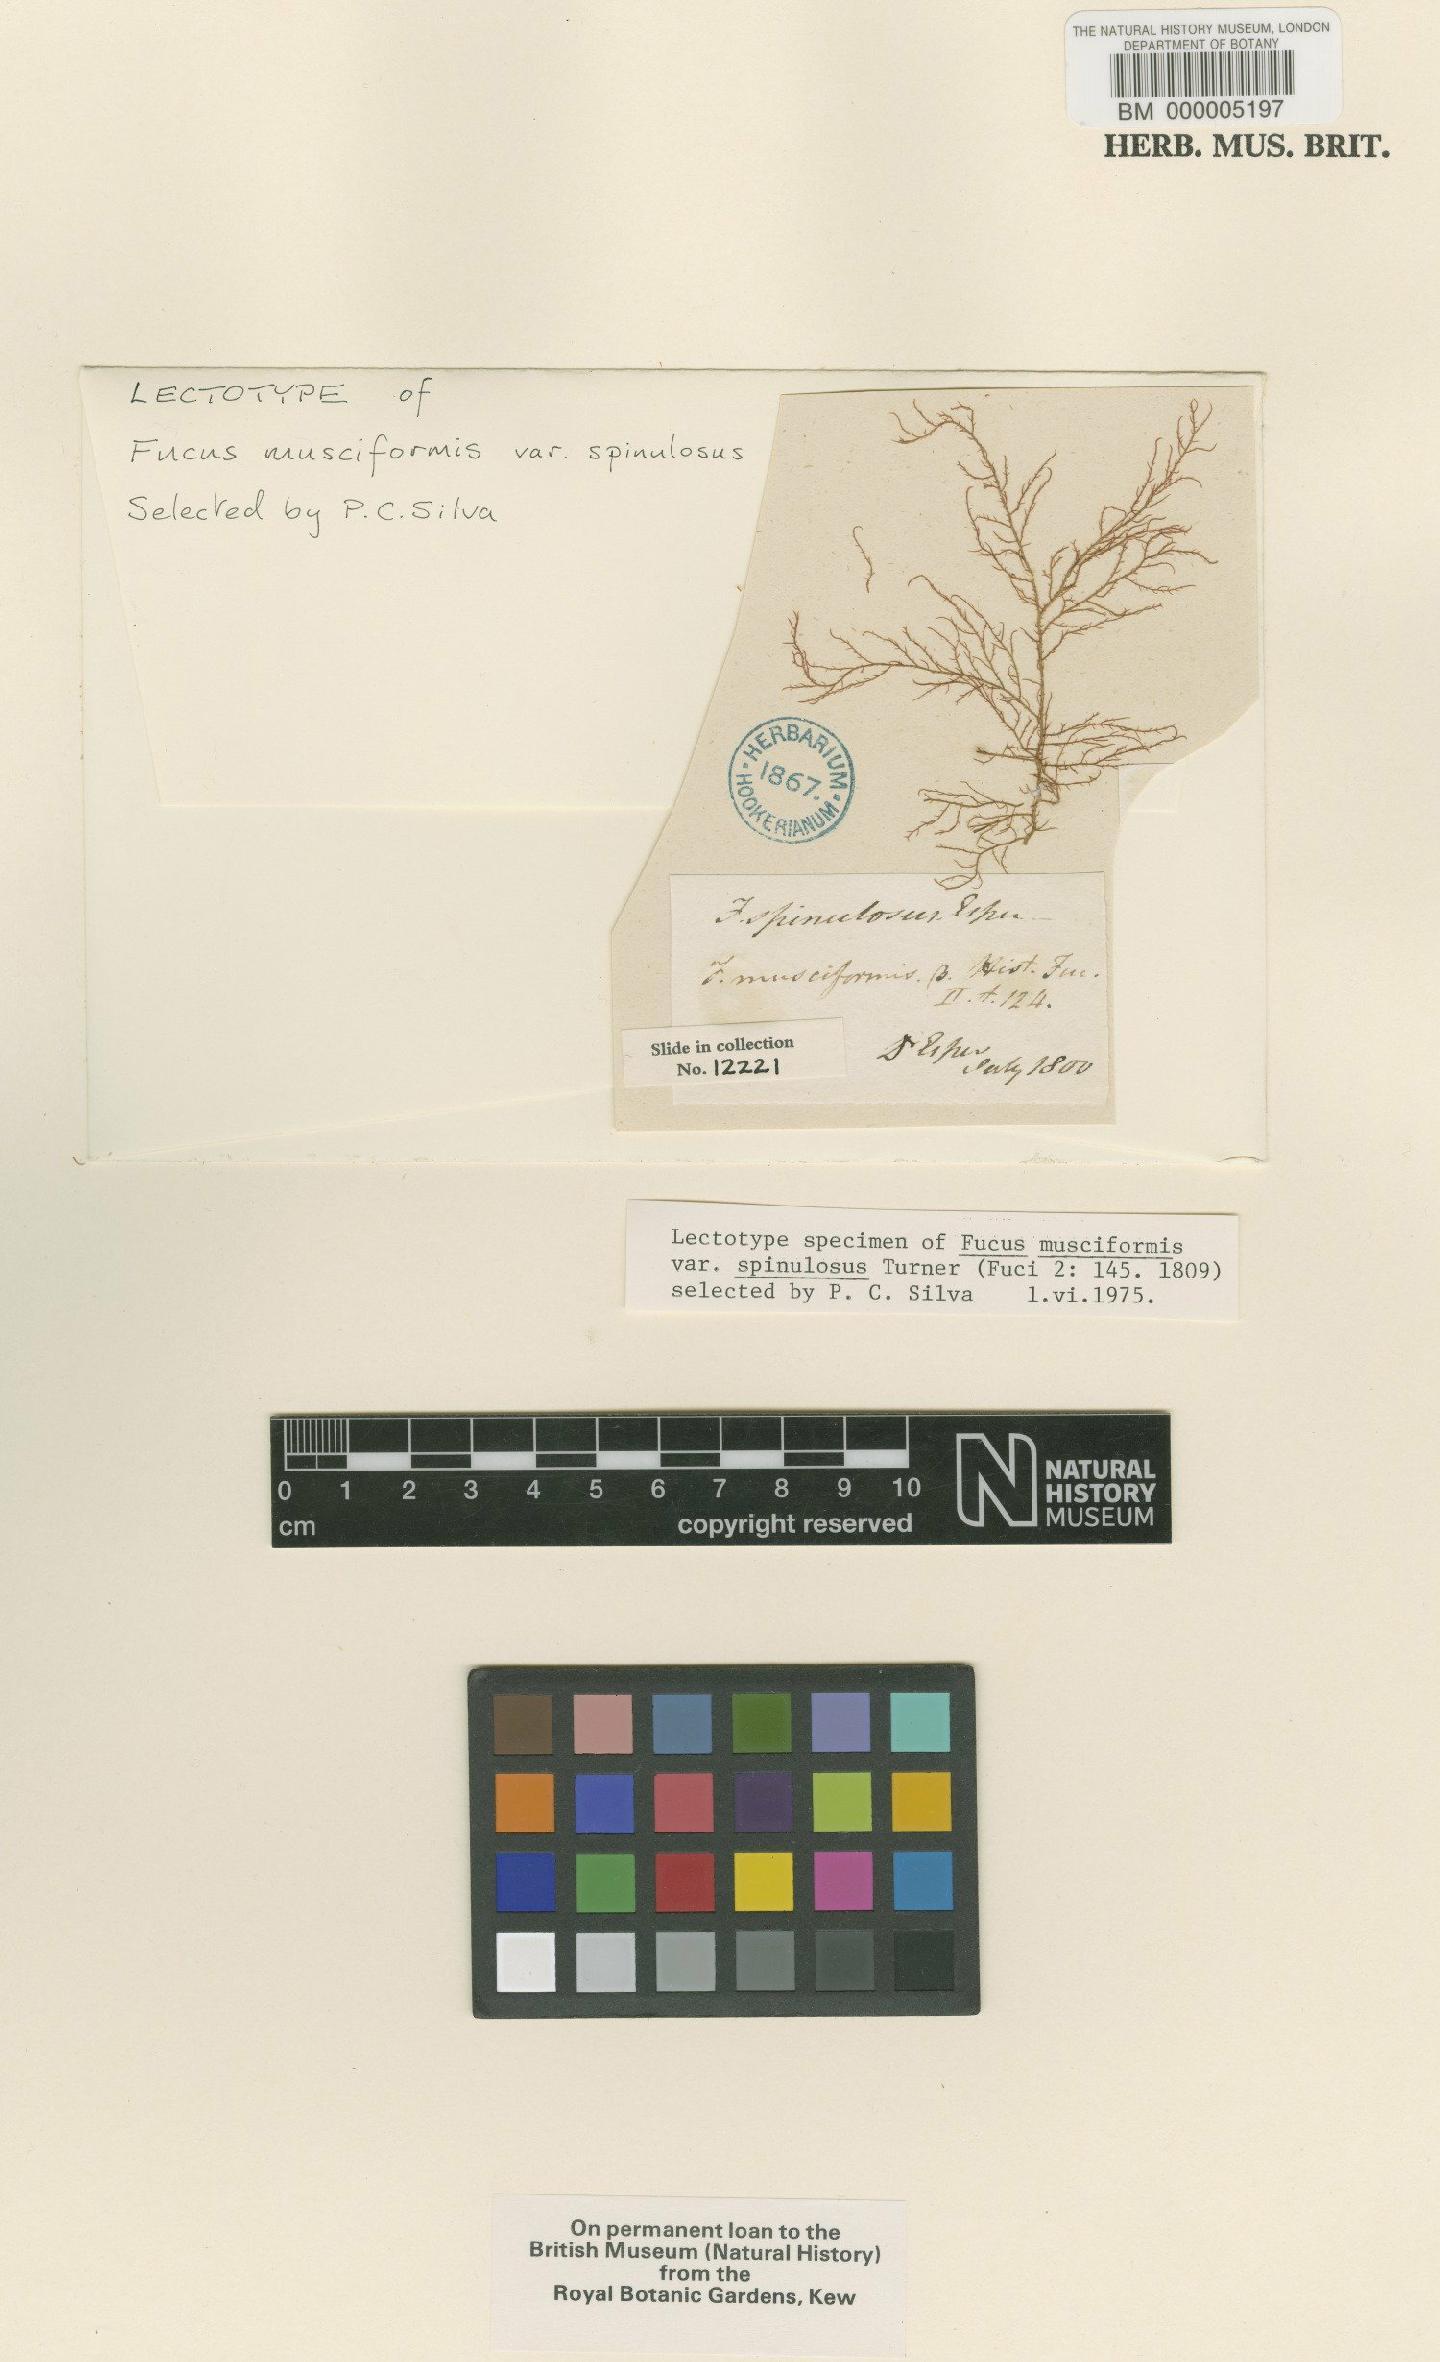 THE NATURAL HISTORY MUSEUM, LONDON
DEPARTMENT OF BOTANY
BM 000005197
HERB. MUS. BRIT.
LECTOTYPE of
Fucus musciformis var. spinulosus
Selected by P.C. Silva
HERBARIUM
1867.
HOOKERIANUM
F. spinulosus. Esper
F. musciformis. β. Hist. Fuc.
II. t. 124.
Dr Esper
July 1800
Slide in collection
No. 12221
Lectotype specimen of Fucus musciformis
var. spinulosus Turner (Fuci 2: 145. 1809)
selected by P. C. Silva 1.vi.1975.
0 1 2 3 4 5 6 7 8 9 10
cm
copyright reserved
N
NATURAL
HISTORY
MUSEUM
On permanent loan to the
British Museum (Natural History)
from the
Royal Botanic Gardens, Kew